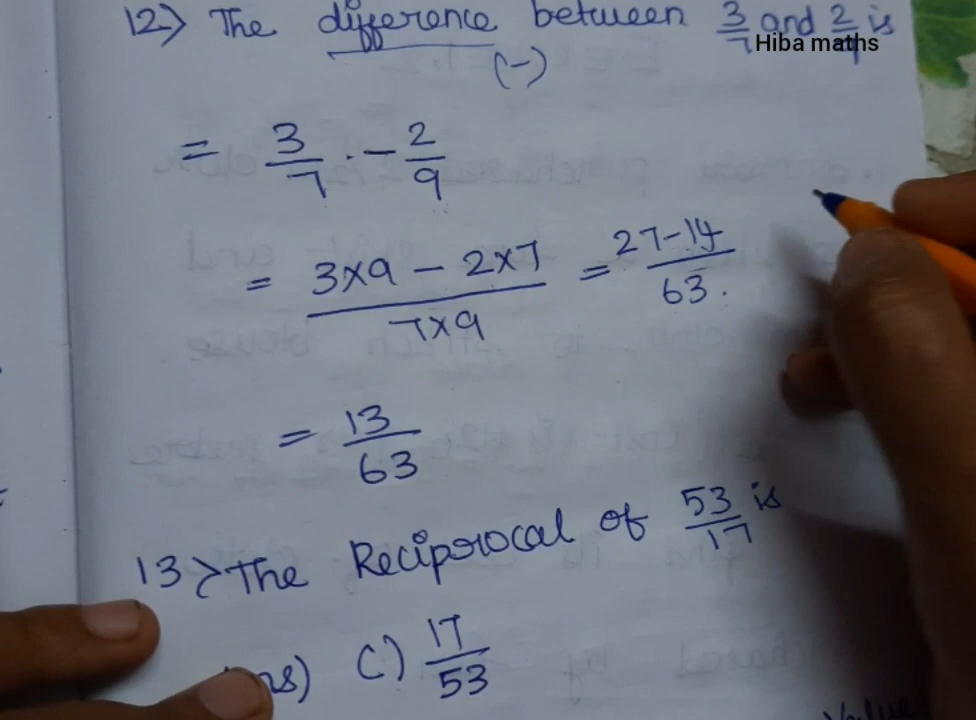 12) The difference between 3/7 and 2/9 is
Hiba maths
(-)
= 3/7 - 2/9
= 3×9 - 2×7 / 7×9 = 27-14 / 63.
= 13/63
13) The Reciprocal of 53/17 is
ns) C) 17/53